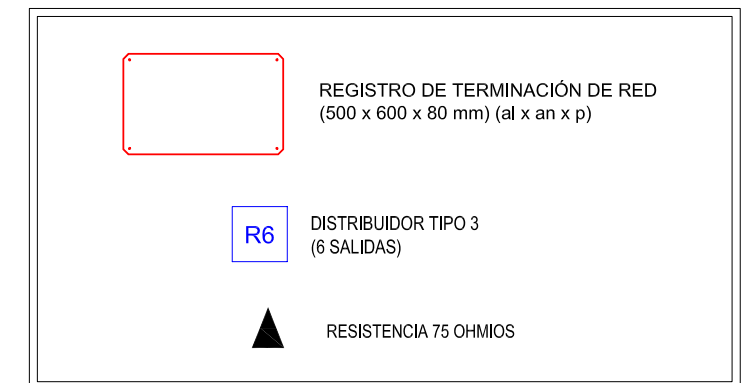 REGISTRO DE TERMINACIÓN DE RED
(500 x 600 x 80 mm) (al x an x p)
R6
DISTRIBUIDOR TIPO 3
(6 SALIDAS)
RESISTENCIA 75 OHMIOS